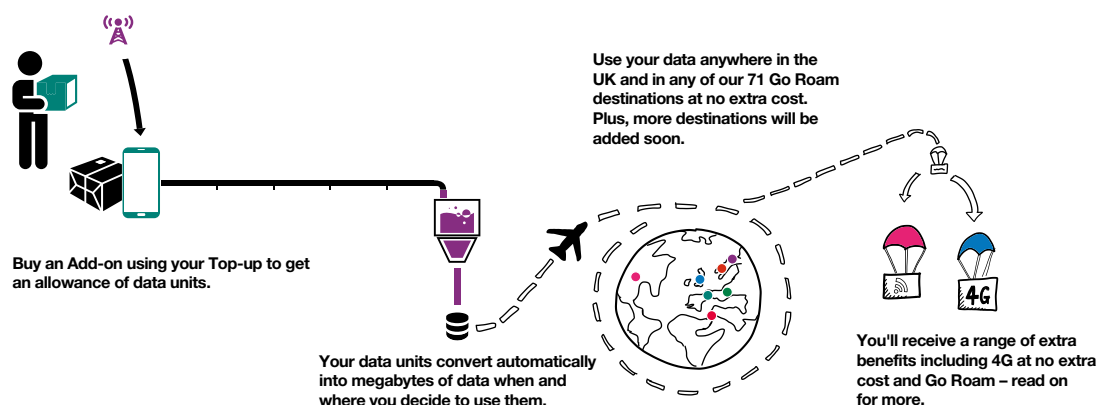 Use your data anywhere in the
UK and in any of our 71 Go Roam
destinations at no extra cost.
Plus, more destinations will be
added soon.
Buy an Add-on using your Top-up to get
an allowance of data units.
Your data units convert automatically
into megabytes of data when and
where you decide to use them.
4G
You'll receive a range of extra
benefits including 4G at no extra
cost and Go Roam – read on
for more.